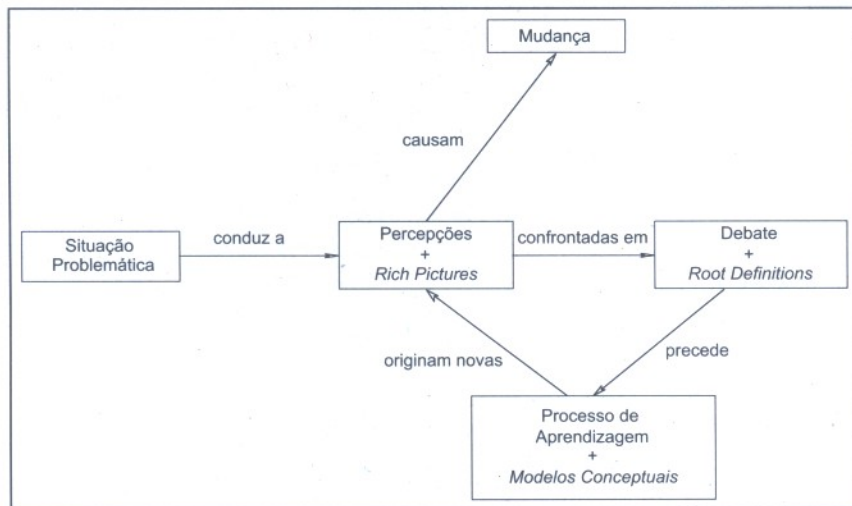 Mudança
causam
Situação
Problemática
conduz a
Percepções
+
Rich Pictures
confrontadas em
Debate
+
Root Definitions
originam novas
precede
Processo de
Aprendizagem
+
Modelos Conceptuais